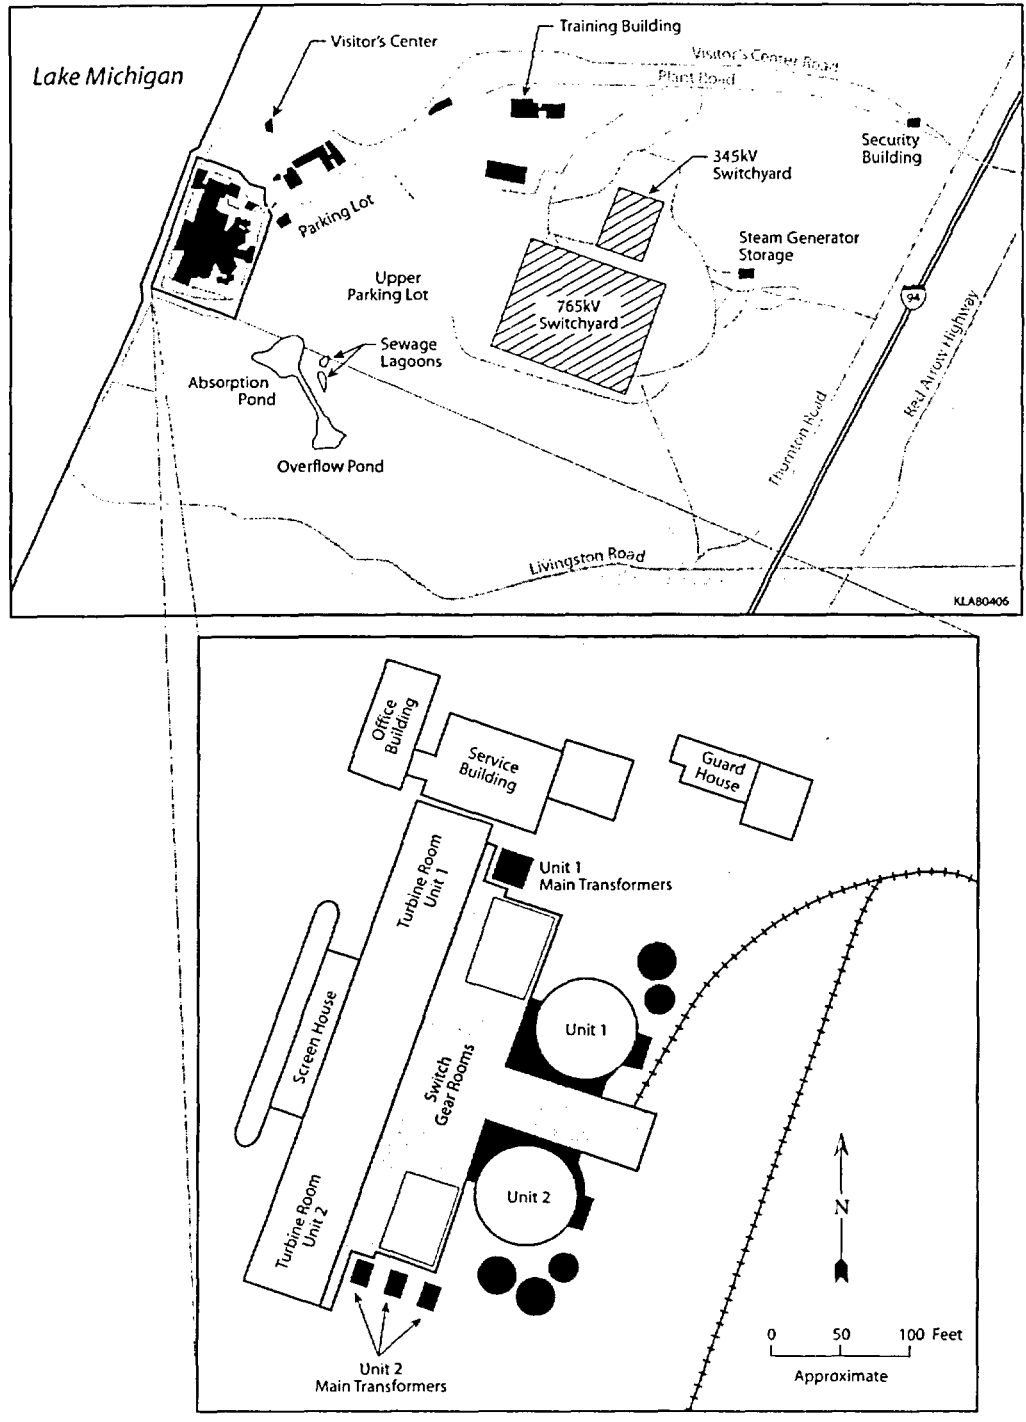 Lake Michigan
Visitor's Center
Training Building
Visitor's Center Road
Plant Road
Security
Building
345kV
Switchyard
Parking Lot
Steam Generator
Storage
Upper
Parking Lot
765kV
Switchyard
94
Red Arrow Highway
Sewage
Lagoons
Absorption
Pond
Thornton Road
Overflow Pond
Livingston Road
KLA80406
Office
Building
Service
Building
Guard
House
Turbine Room
Unit 1
Unit 1
Main Transformers
Screen House
Unit 1
Switch
Gear Rooms
Turbine Room
Unit 2
Unit 2
N
0 50 100 Feet
Approximate
Unit 2
Main Transformers